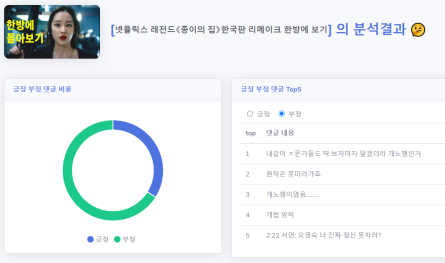 한방에
몰아보기
[넷플릭스 레전드《종이의 집》한국판 리메이크 한방에 보기] 의 분석결과 🤔
긍정 부정 댓글 비율
긍정 부정
긍정 부정 댓글 Top5
긍정 부정
top 댓글 내용
1 내같이 ㅈ문가들도 딱 보자마자 알겠더라 개노잼인거
2 원작은 못따라가죠
3 개노잼이였음......
4 개씹 망작
5 2:22 서면: 오명숙 너 진짜 정신 못차려?